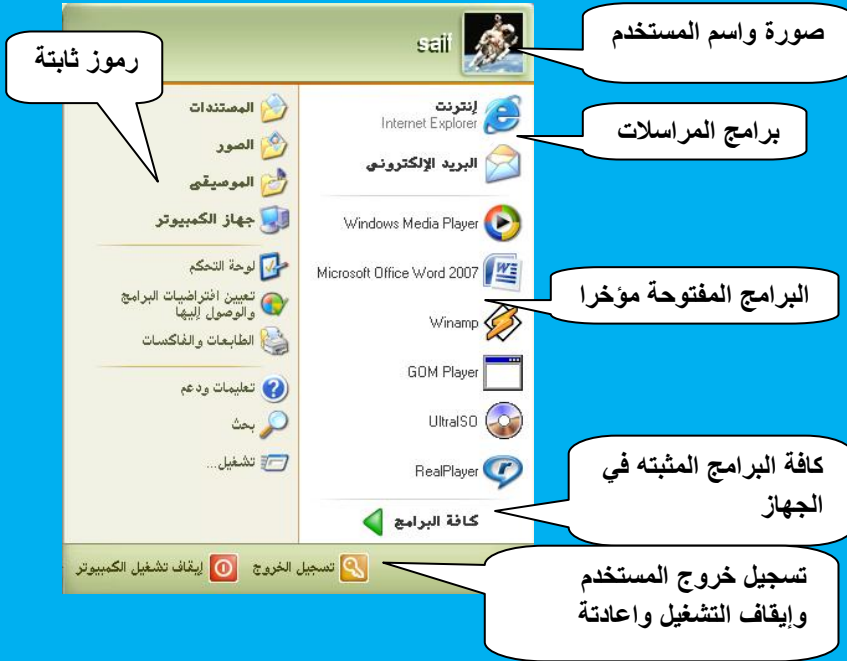 صورة واسم المستخدم
saif
رموز ثابتة
إنترنت
Internet Explorer
البريد الإلكتروني
برامج المراسلات
Windows Media Player
Microsoft Office Word 2007
Winamp
GOM Player
UltraISO
RealPlayer
البرامج المفتوحة مؤخرا
كافة البرامج
كافة البرامج المثبته في
الجهاز
المستندات
الصور
الموسيقى
جهاز الكمبيوتر
لوحة التحكم
تعيين افتراضيات البرامج
والوصول إليها
الطابعات والفاكسات
تعليمات ودعم
بحث
تشغيل...
تسجيل الخروج
إيقاف تشغيل الكمبيوتر
تسجيل خروج المستخدم
وإيقاف التشغيل واعادتة